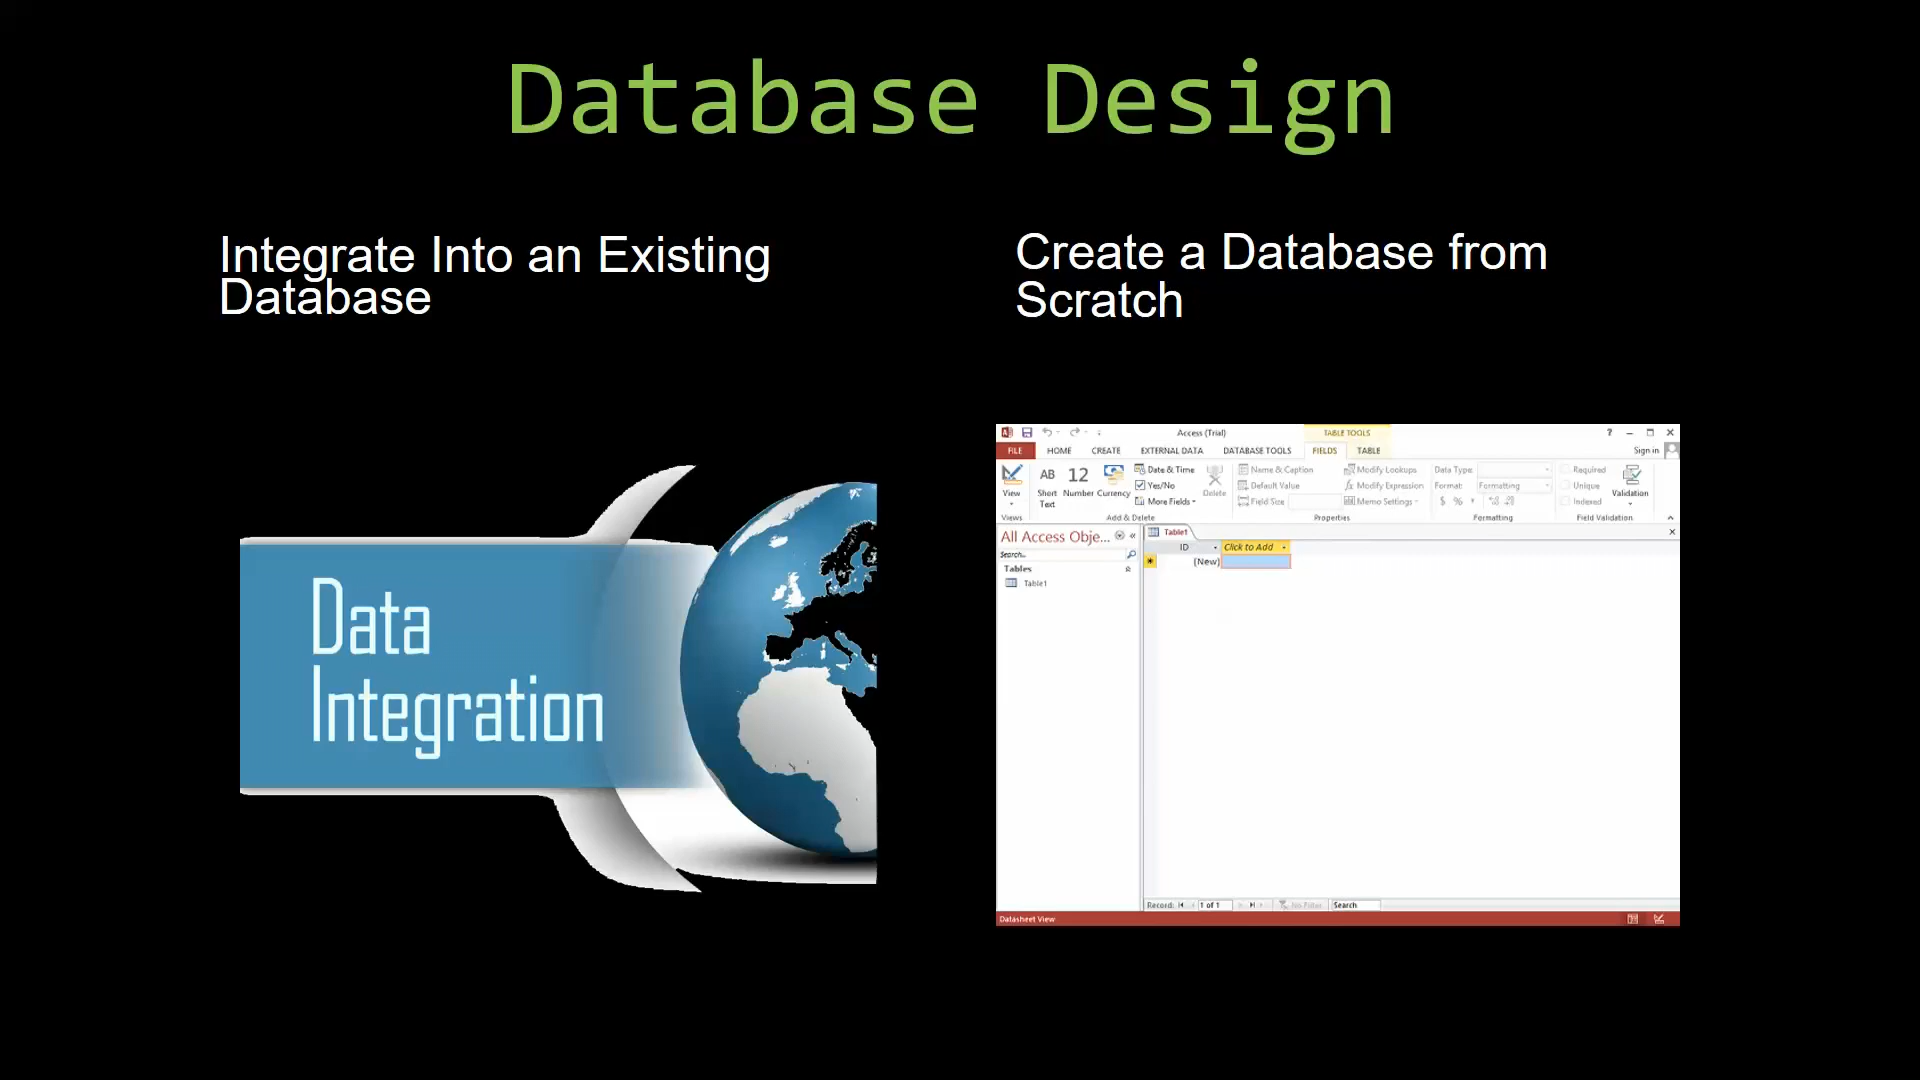 Database Design
Integrate Into an Existing
Database
Create a Database from
Scratch
Data
Integration
Access (Trial)
TABLE TOOLS
?
FILE HOME CREATE EXTERNAL DATA DATABASE TOOLS FIELDS TABLE Sign in
View
Views
AB
Short
Text
12
Number
Currency
Date & Time
Yes/No
More Fields
Delete
Add & Delete
Name & Caption
Default Value
Field Size
Modify Lookups
Modify Expression
Memo Settings
Properties
Data Type:
Format: Formatting
$ %
Formatting
Required
Unique
Indexed
Validation
Field Validation
All Access Obje...
Search...
Tables
Table1
Table1
ID Click to Add
(New)
Record: 1 of 1 No Filter Search
Datasheet View